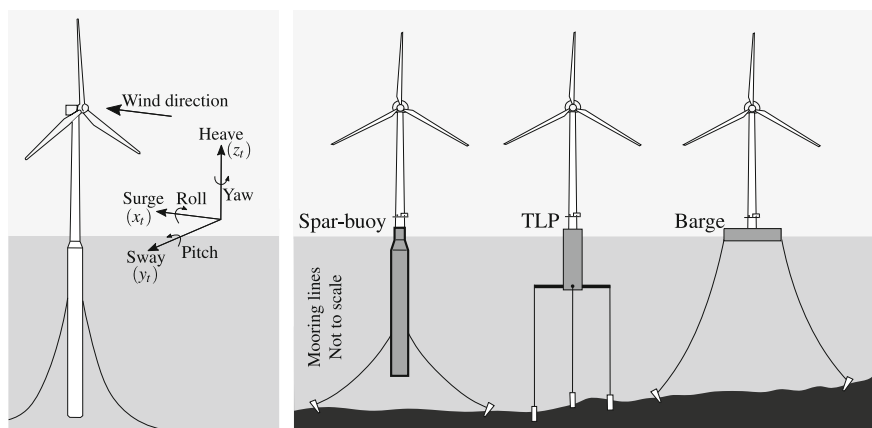 Wind direction
Heave
(z_t)
Yaw
Surge
Roll
(x_t)
Sway
Pitch
(y_t)
Spar-buoy
TLP
Barge
Mooring lines
Not to scale